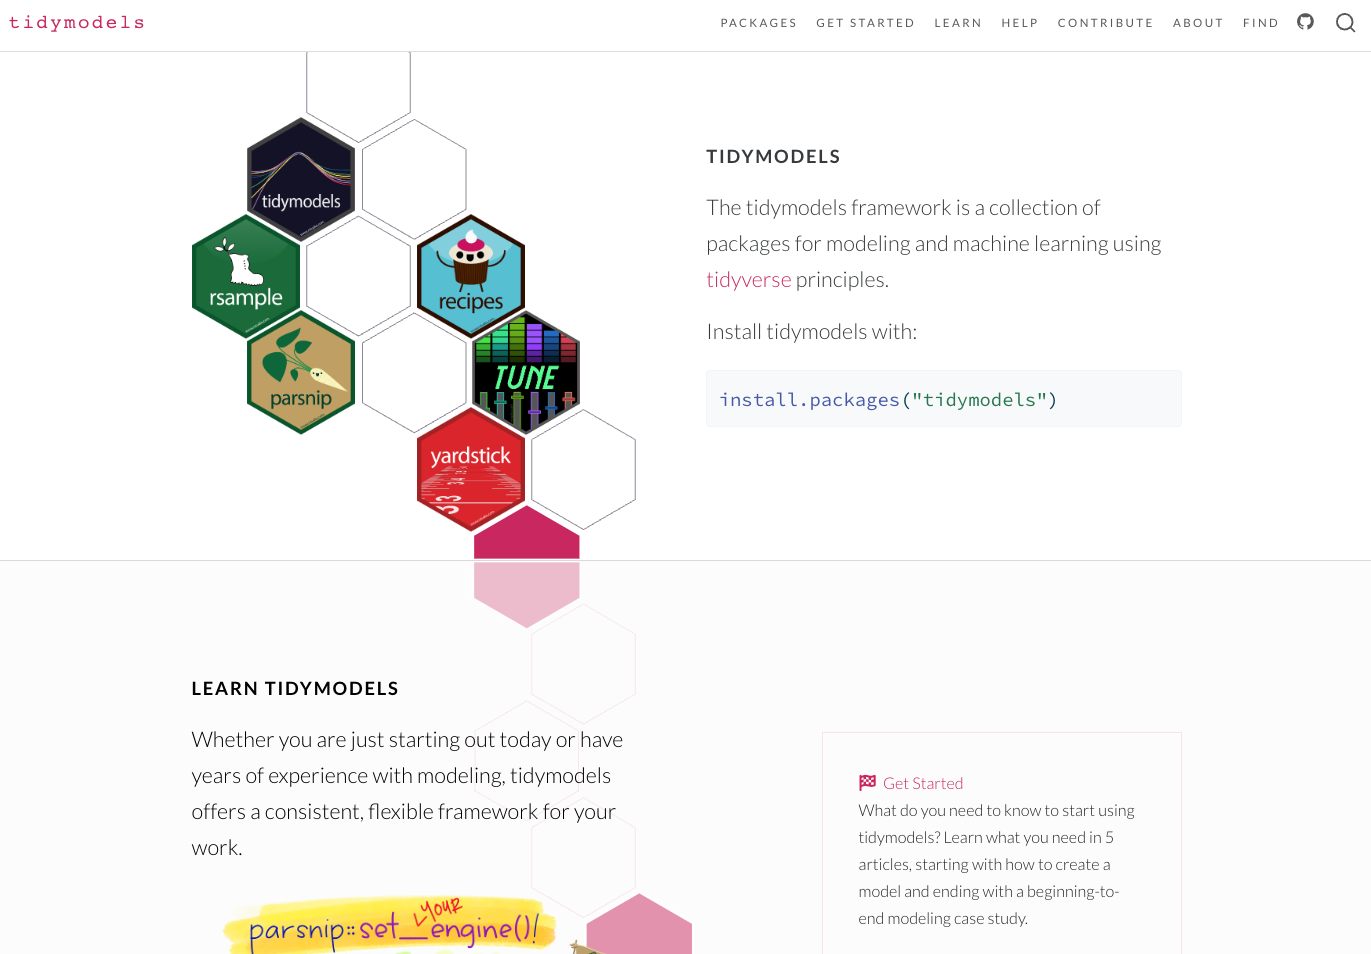 tidymodels
PACKAGES GET STARTED LEARN HELP CONTRIBUTE ABOUT FIND
tidymodels
rsample
recipes
parsnip
TUNE
yardstick
TIDYMODELS
The tidymodels framework is a collection of
packages for modeling and machine learning using
tidyverse principles.
Install tidymodels with:
install.packages("tidymodels")
LEARN TIDYMODELS
Whether you are just starting out today or have
years of experience with modeling, tidymodels
offers a consistent, flexible framework for your
work.
parsnip::set_YOUR_engine()!
Get Started
What do you need to know to start using
tidymodels? Learn what you need in 5
articles, starting with how to create a
model and ending with a beginning-to-
end modeling case study.